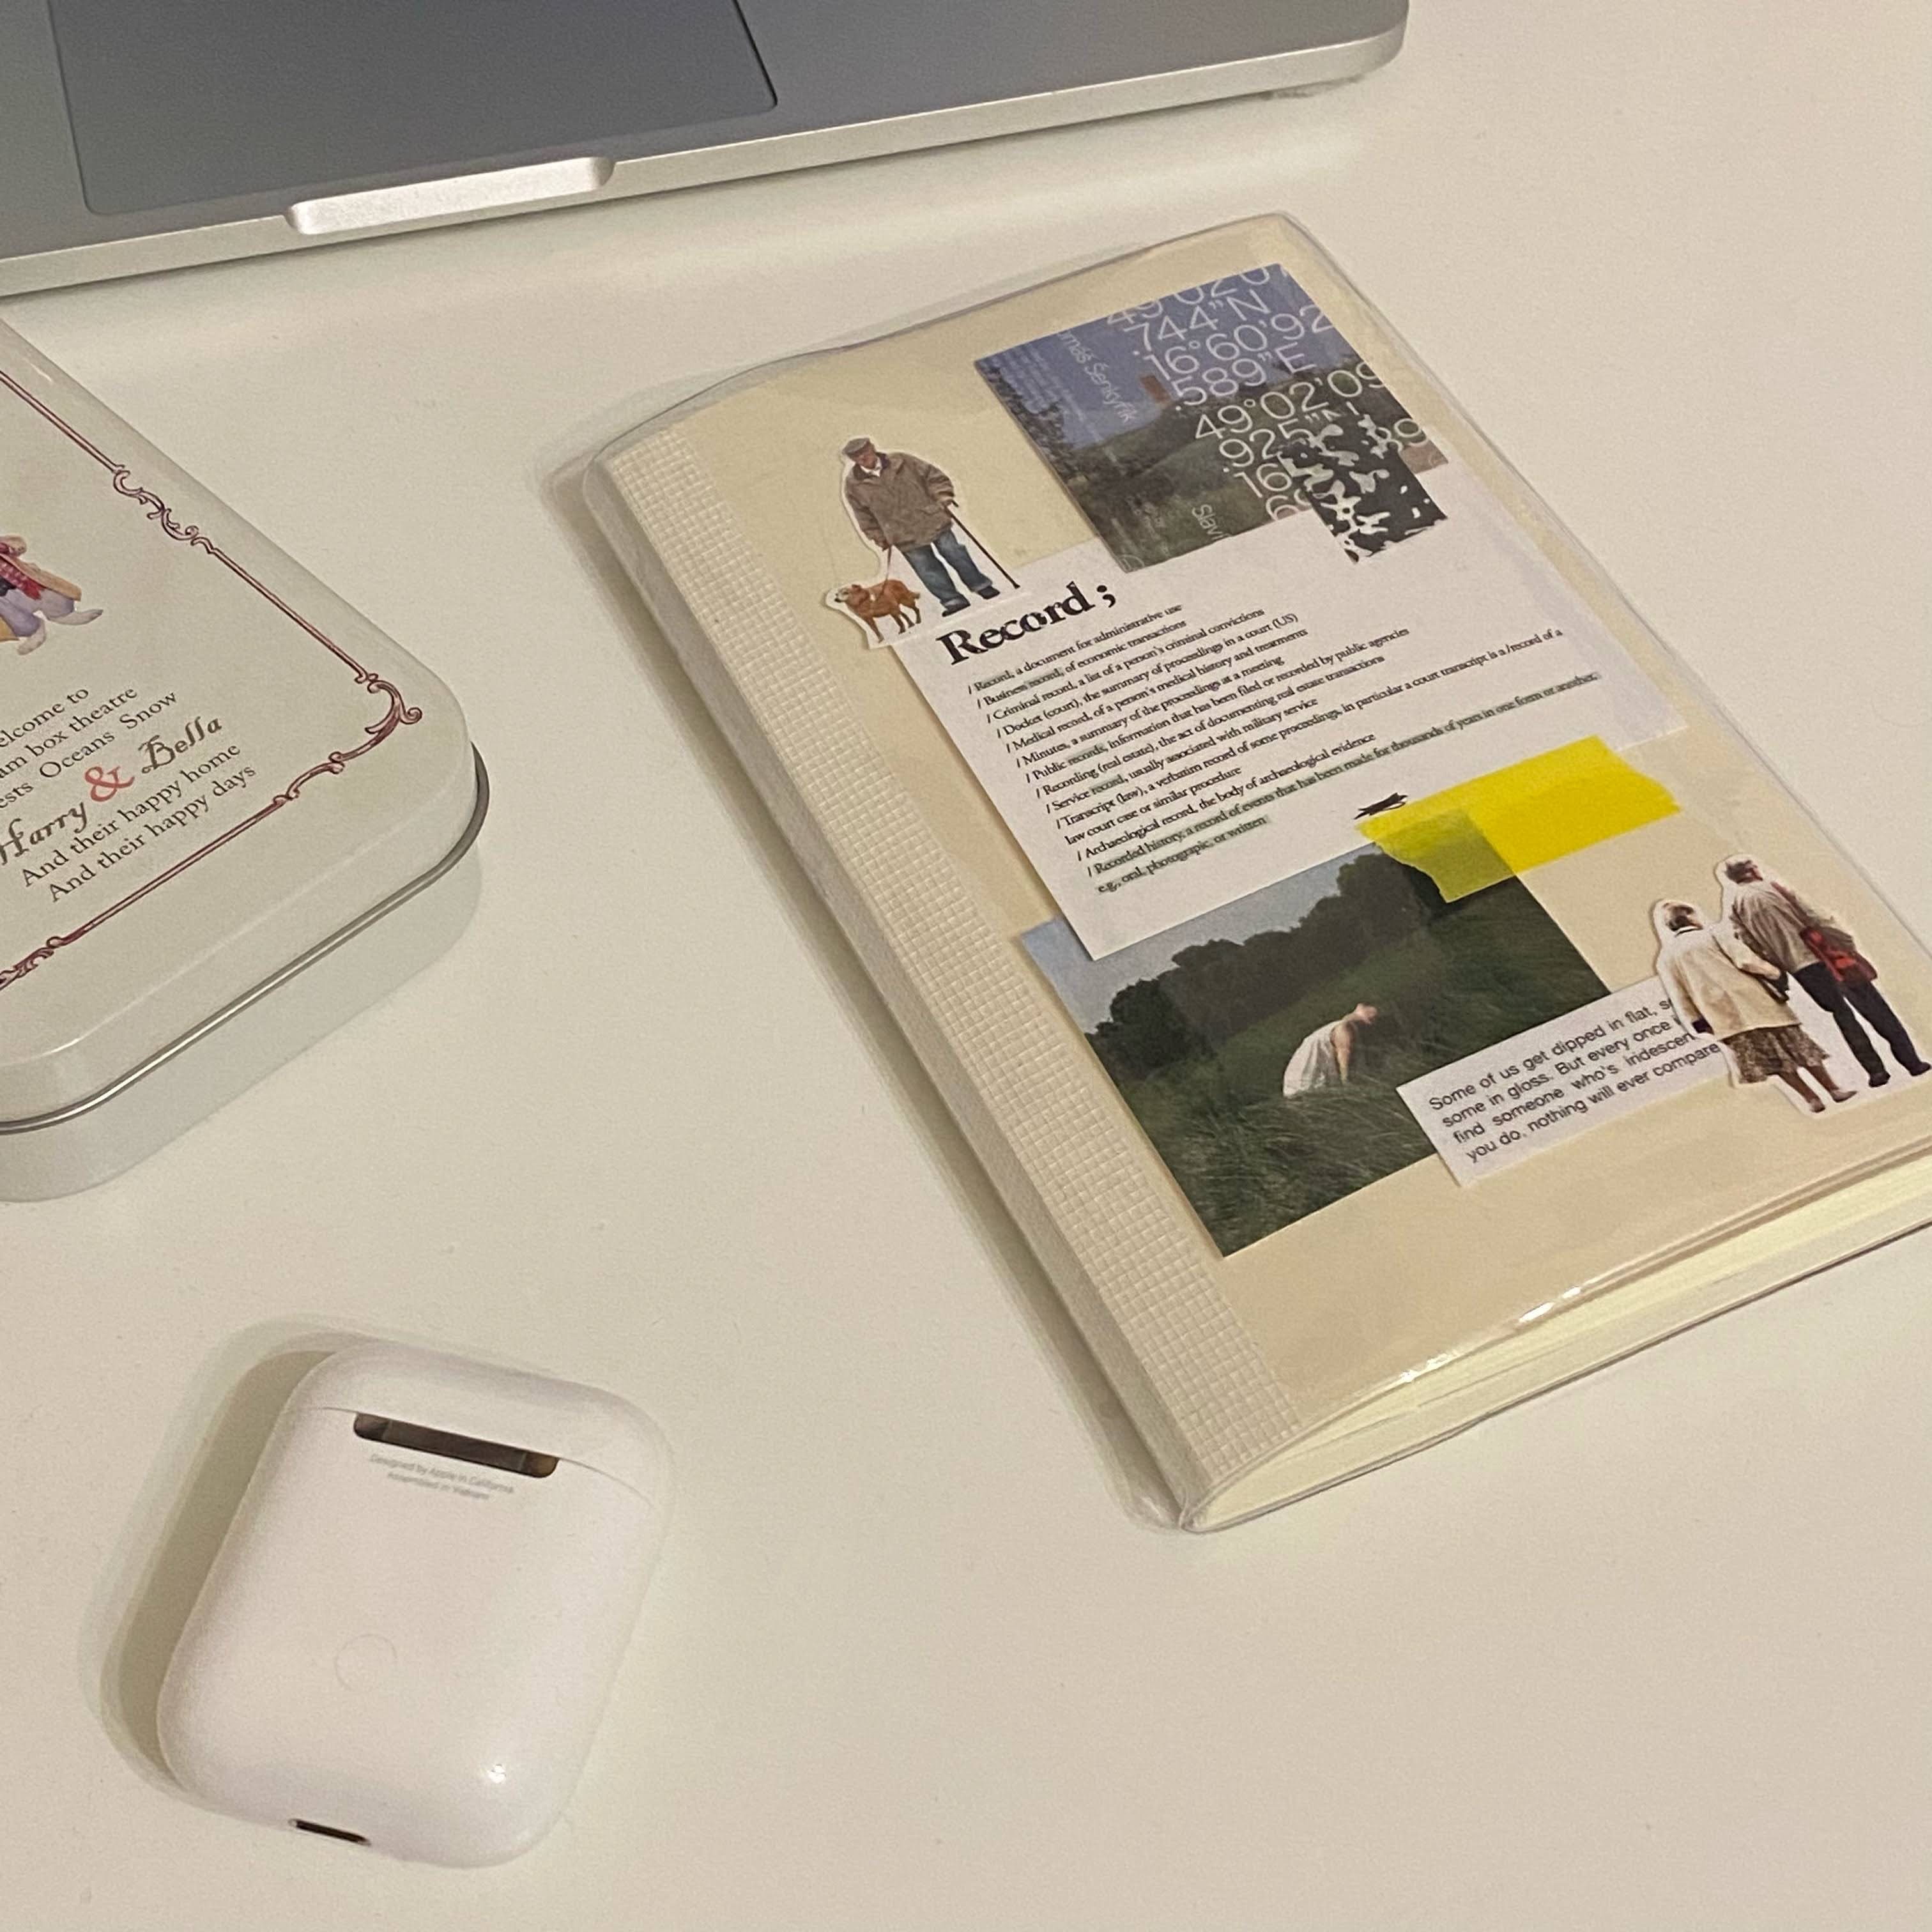 elcome to
am box theatre
ests Oceans Snow
Harry & Bella
And their happy home
And their happy days
744"N
.16°60'92
.589"E
49°02'09
925"
.16
Record ;
/ Record, a document for administrative use
/ Business record, of economic transactions
/ Criminal record, a list of a person's criminal convictions
/ Docket (court), the summary of proceedings in a court (US)
/ Medical record, of a person's medical history and treatments
/ Minutes, a summary of the proceedings at a meeting
/ Public records, information that has been filed or recorded by public agencies
/ Recording (real estate), the act of documenting real estate transactions
/ Service record, usually associated with military service
/ Transcript (law), a verbatim record of some proceedings, in particular a court transcript is a /record of a
law court case or similar procedure
/ Archaeological record, the body of archaeological evidence
/ Recorded history, a record of events that has been made for thousands of years in one form or another,
e.g., oral, photograpic, or written
Some of us get dipped in flat, s
some in gloss. But every once
find someone who's iridescent
you do, nothing will ever compare
Designed by Apple in California
Assembled in Vietnam